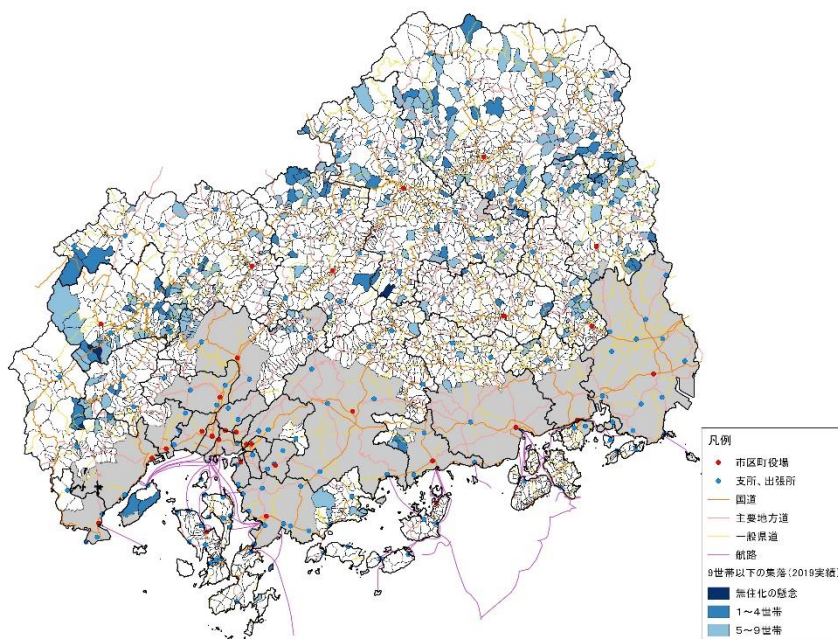 凡例
市区町役場
支所、出張所
国道
主要地方道
一般県道
航路
9世帯以下の集落(2019実績)
無住化の懸念
1～4世帯
5～9世帯